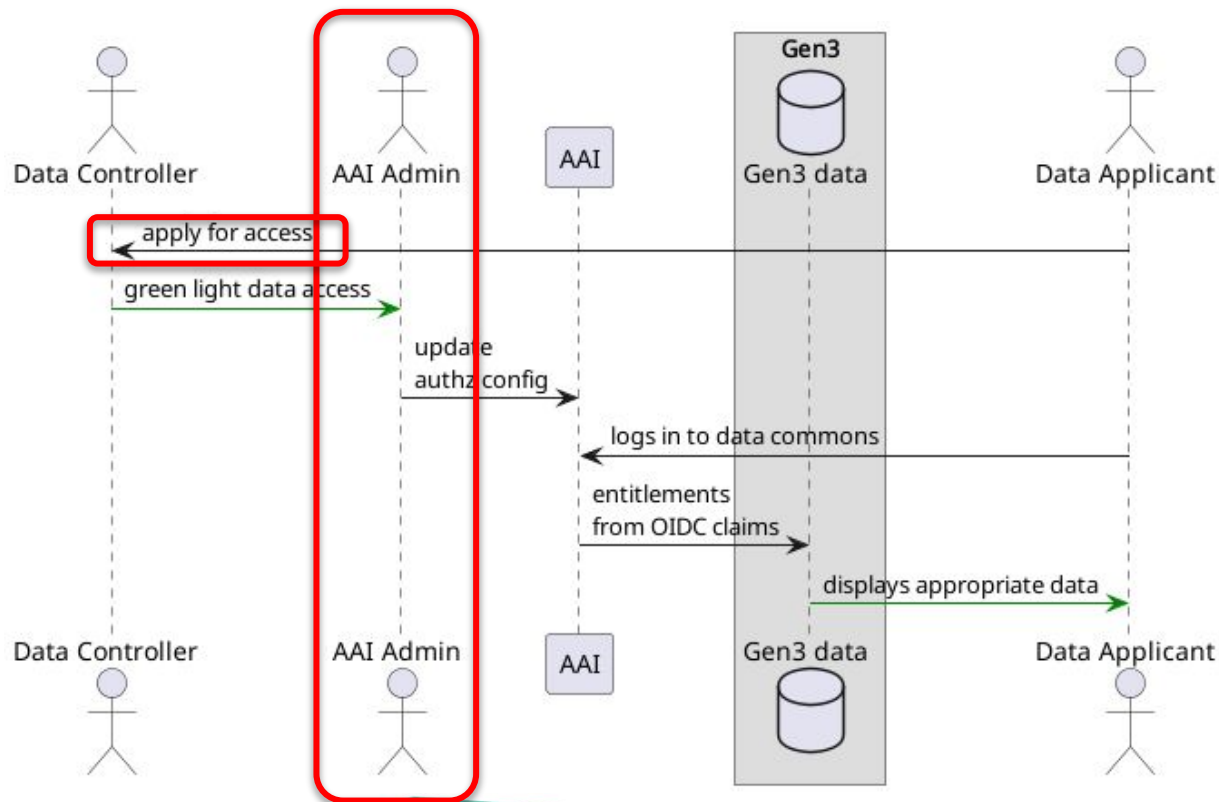 Gen3
Data Controller
AAI Admin
AAI
Gen3 data
Data Applicant
apply for access
green light data access
update
authz config
logs in to data commons
entitlements
from OIDC claims
displays appropriate data
Data Controller
AAI Admin
AAI
Gen3 data
Data Applicant